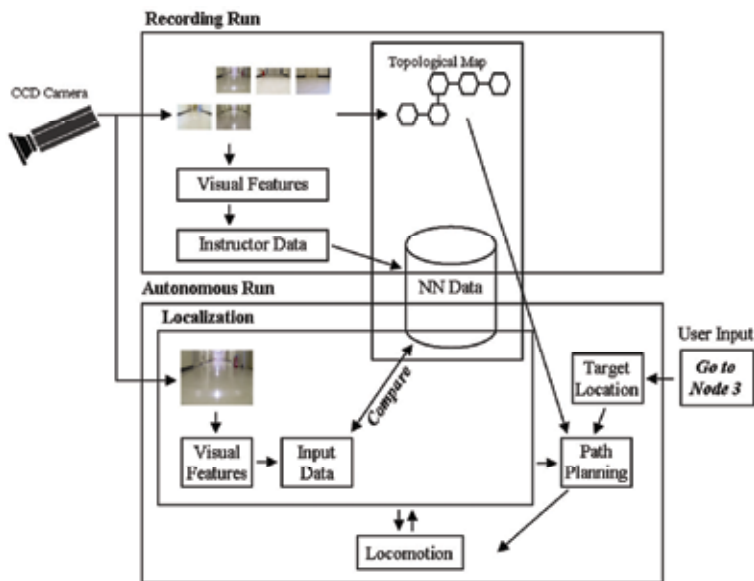 Recording Run
Topological Map
CCD Camera
Visual Features
Instructor Data
NN Data
Autonomous Run
Localization
User Input
Go to
Node 3
Target
Location
Compare
Visual
Features
Input
Data
Path
Planning
Locomotion